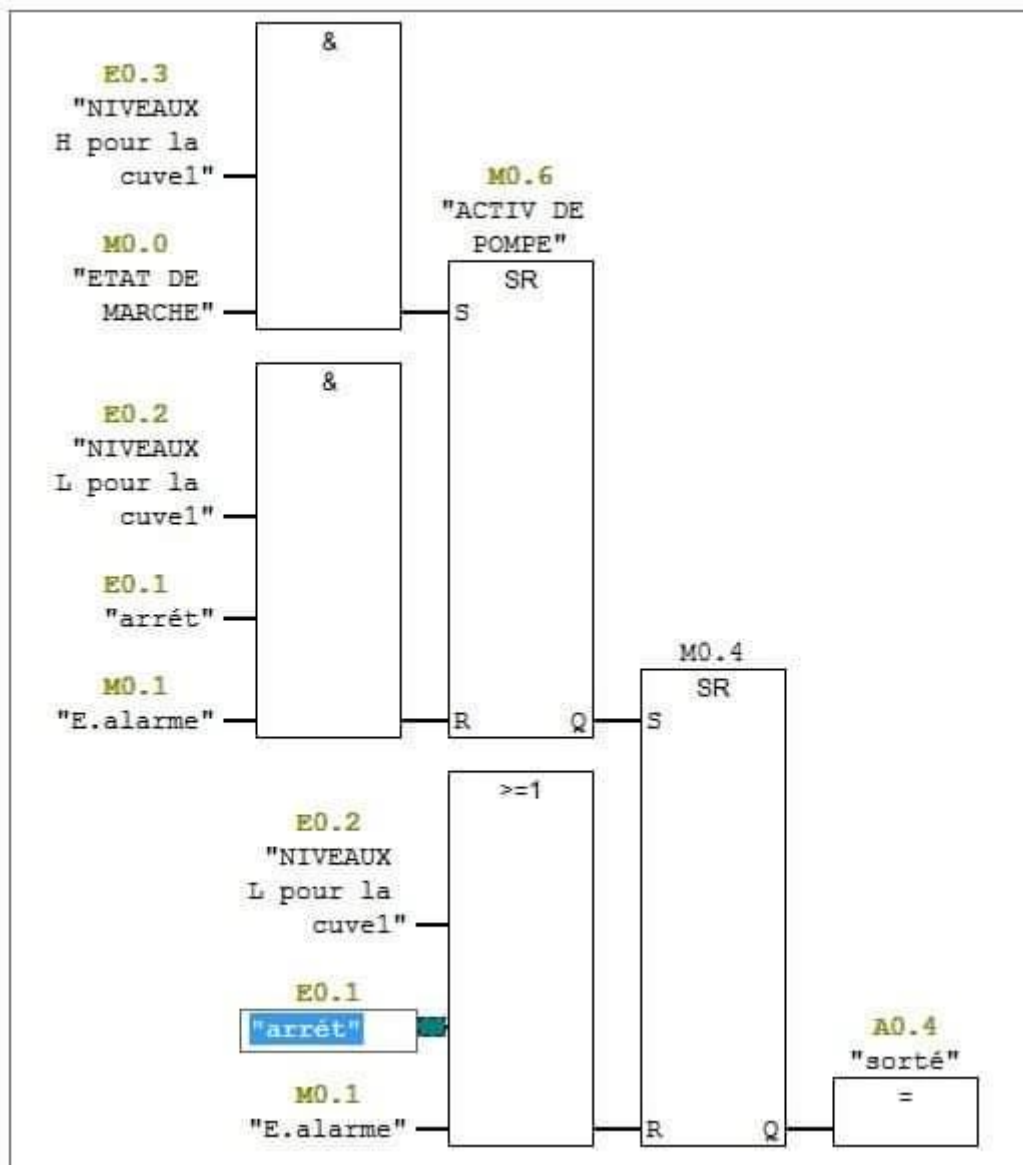 &
E0.3
"NIVEAUX
H pour la
cuve1"
M0.0
"ETAT DE
MARCHE"
M0.6
"ACTIV DE
POMPE"
SR
S
&
E0.2
"NIVEAUX
L pour la
cuve1"
E0.1
"arrét"
M0.1
"E.alarme"
R Q
M0.4
SR
S
>=1
E0.2
"NIVEAUX
L pour la
cuve1"
E0.1
"arrét"
M0.1
"E.alarme"
R Q
A0.4
"sorté"
=